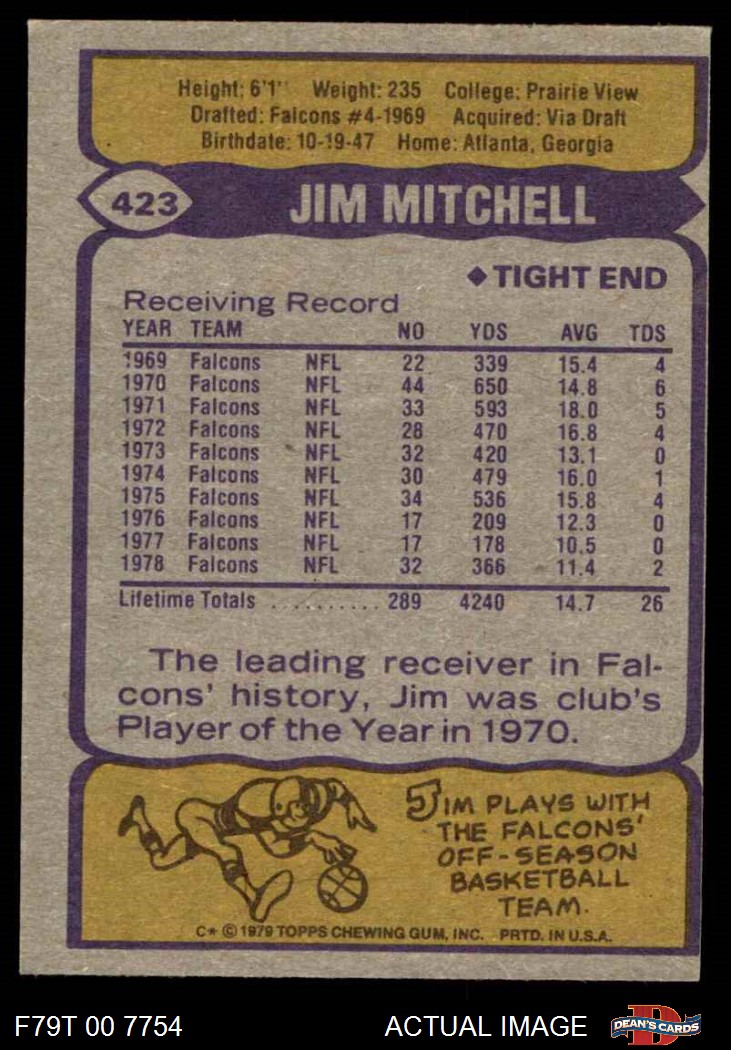 Height: 6'1" Weight: 235 College: Prairie View
Drafted: Falcons #4-1969 Acquired: Via Draft
Birthdate: 10-19-47 Home: Atlanta, Georgia
423 JIM MITCHELL
◆ TIGHT END
Receiving Record
YEAR TEAM NO YDS AVG TDS
1969 Falcons NFL 22 339 15.4 4
1970 Falcons NFL 44 650 14.8 6
1971 Falcons NFL 33 593 18.0 5
1972 Falcons NFL 28 470 16.8 4
1973 Falcons NFL 32 420 13.1 0
1974 Falcons NFL 30 479 16.0 1
1975 Falcons NFL 34 536 15.8 4
1976 Falcons NFL 17 209 12.3 0
1977 Falcons NFL 17 178 10.5 0
1978 Falcons NFL 32 366 11.4 2
Lifetime Totals .......... 289 4240 14.7 26
The leading receiver in Fal-
cons' history, Jim was club's
Player of the Year in 1970.
JIM PLAYS WITH
THE FALCONS'
OFF-SEASON
BASKETBALL
TEAM.
C* © 1979 TOPPS CHEWING GUM, INC. PRTD. IN U.S.A.
F79T 00 7754 ACTUAL IMAGE D DEAN'S CARDS